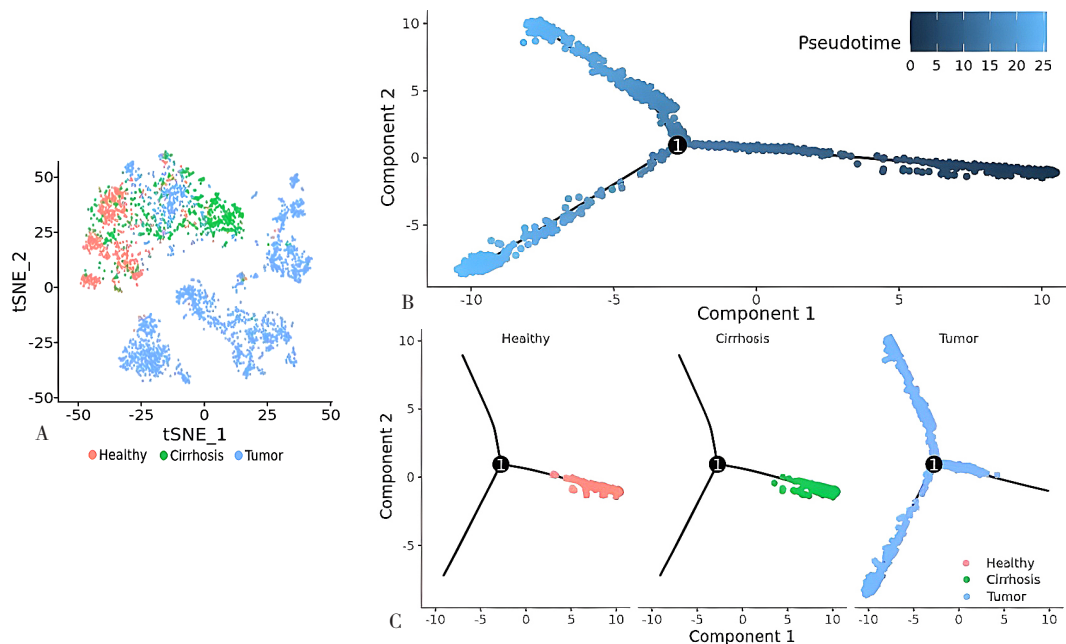 50
25
0
-25
-50
tSNE_2
-50 -25 0 25 50
tSNE_1
A
Healthy Cirrhosis Tumor
Pseudotime
0 5 10 15 20 25
10
5
0
-5
Component 2
1
-10 -5 0 5 10
Component 1
B
Healthy Cirrhosis Tumor
10
5
0
-5
Component 2
1 1 1
Healthy
Cirrhosis
Tumor
-10 -5 0 5 10 -10 -5 0 5 10 -10 -5 0 5 10
Component 1
C